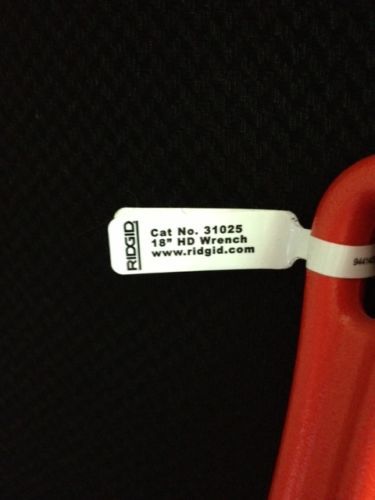 RIDGID
Cat No. 31025
18" HD Wrench
www.ridgid.com